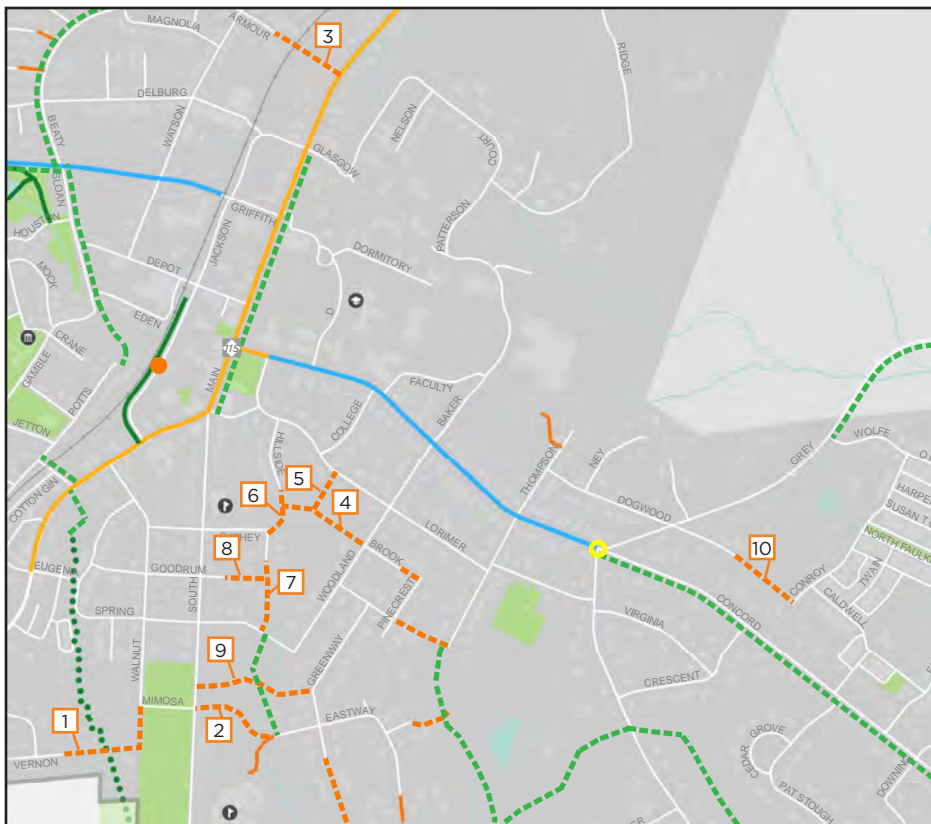 MAGNOLIA
ARMOUR
3
RIDGE
DELBURG
WATSON
NELSON
COURT
BEATY
GLASGOW
SLOAN
PATTERSON
HOUSTON
GRIFFITH
JACKSON
DORMITORY
MOCK
DEPOT
EDEN
D
CRANE
115
GAMBLE
MAIN
POTTS
FACULTY
JETTON
COLLEGE
BAKER
GREY
WOLFE
HILLSIDE
THOMPSON
NEY
COTTON GIN
5
HARPER
6
4
DOGWOOD
SUSAN T
LORIMER
NORTH FAULK
8
BROOK
10
TWAIN
EUGENE
GOODRUM
7
WOODLAND
CONROY
CALDWELL
SPRING
SOUTH
PINECREST
VIRGINIA
CONCORD
WALNUT
9
GREENWAY
CRESCENT
MIMOSA
2
EASTWAY
1
CEDAR GROVE
VERNON
DOWNING
PAT STOUGH